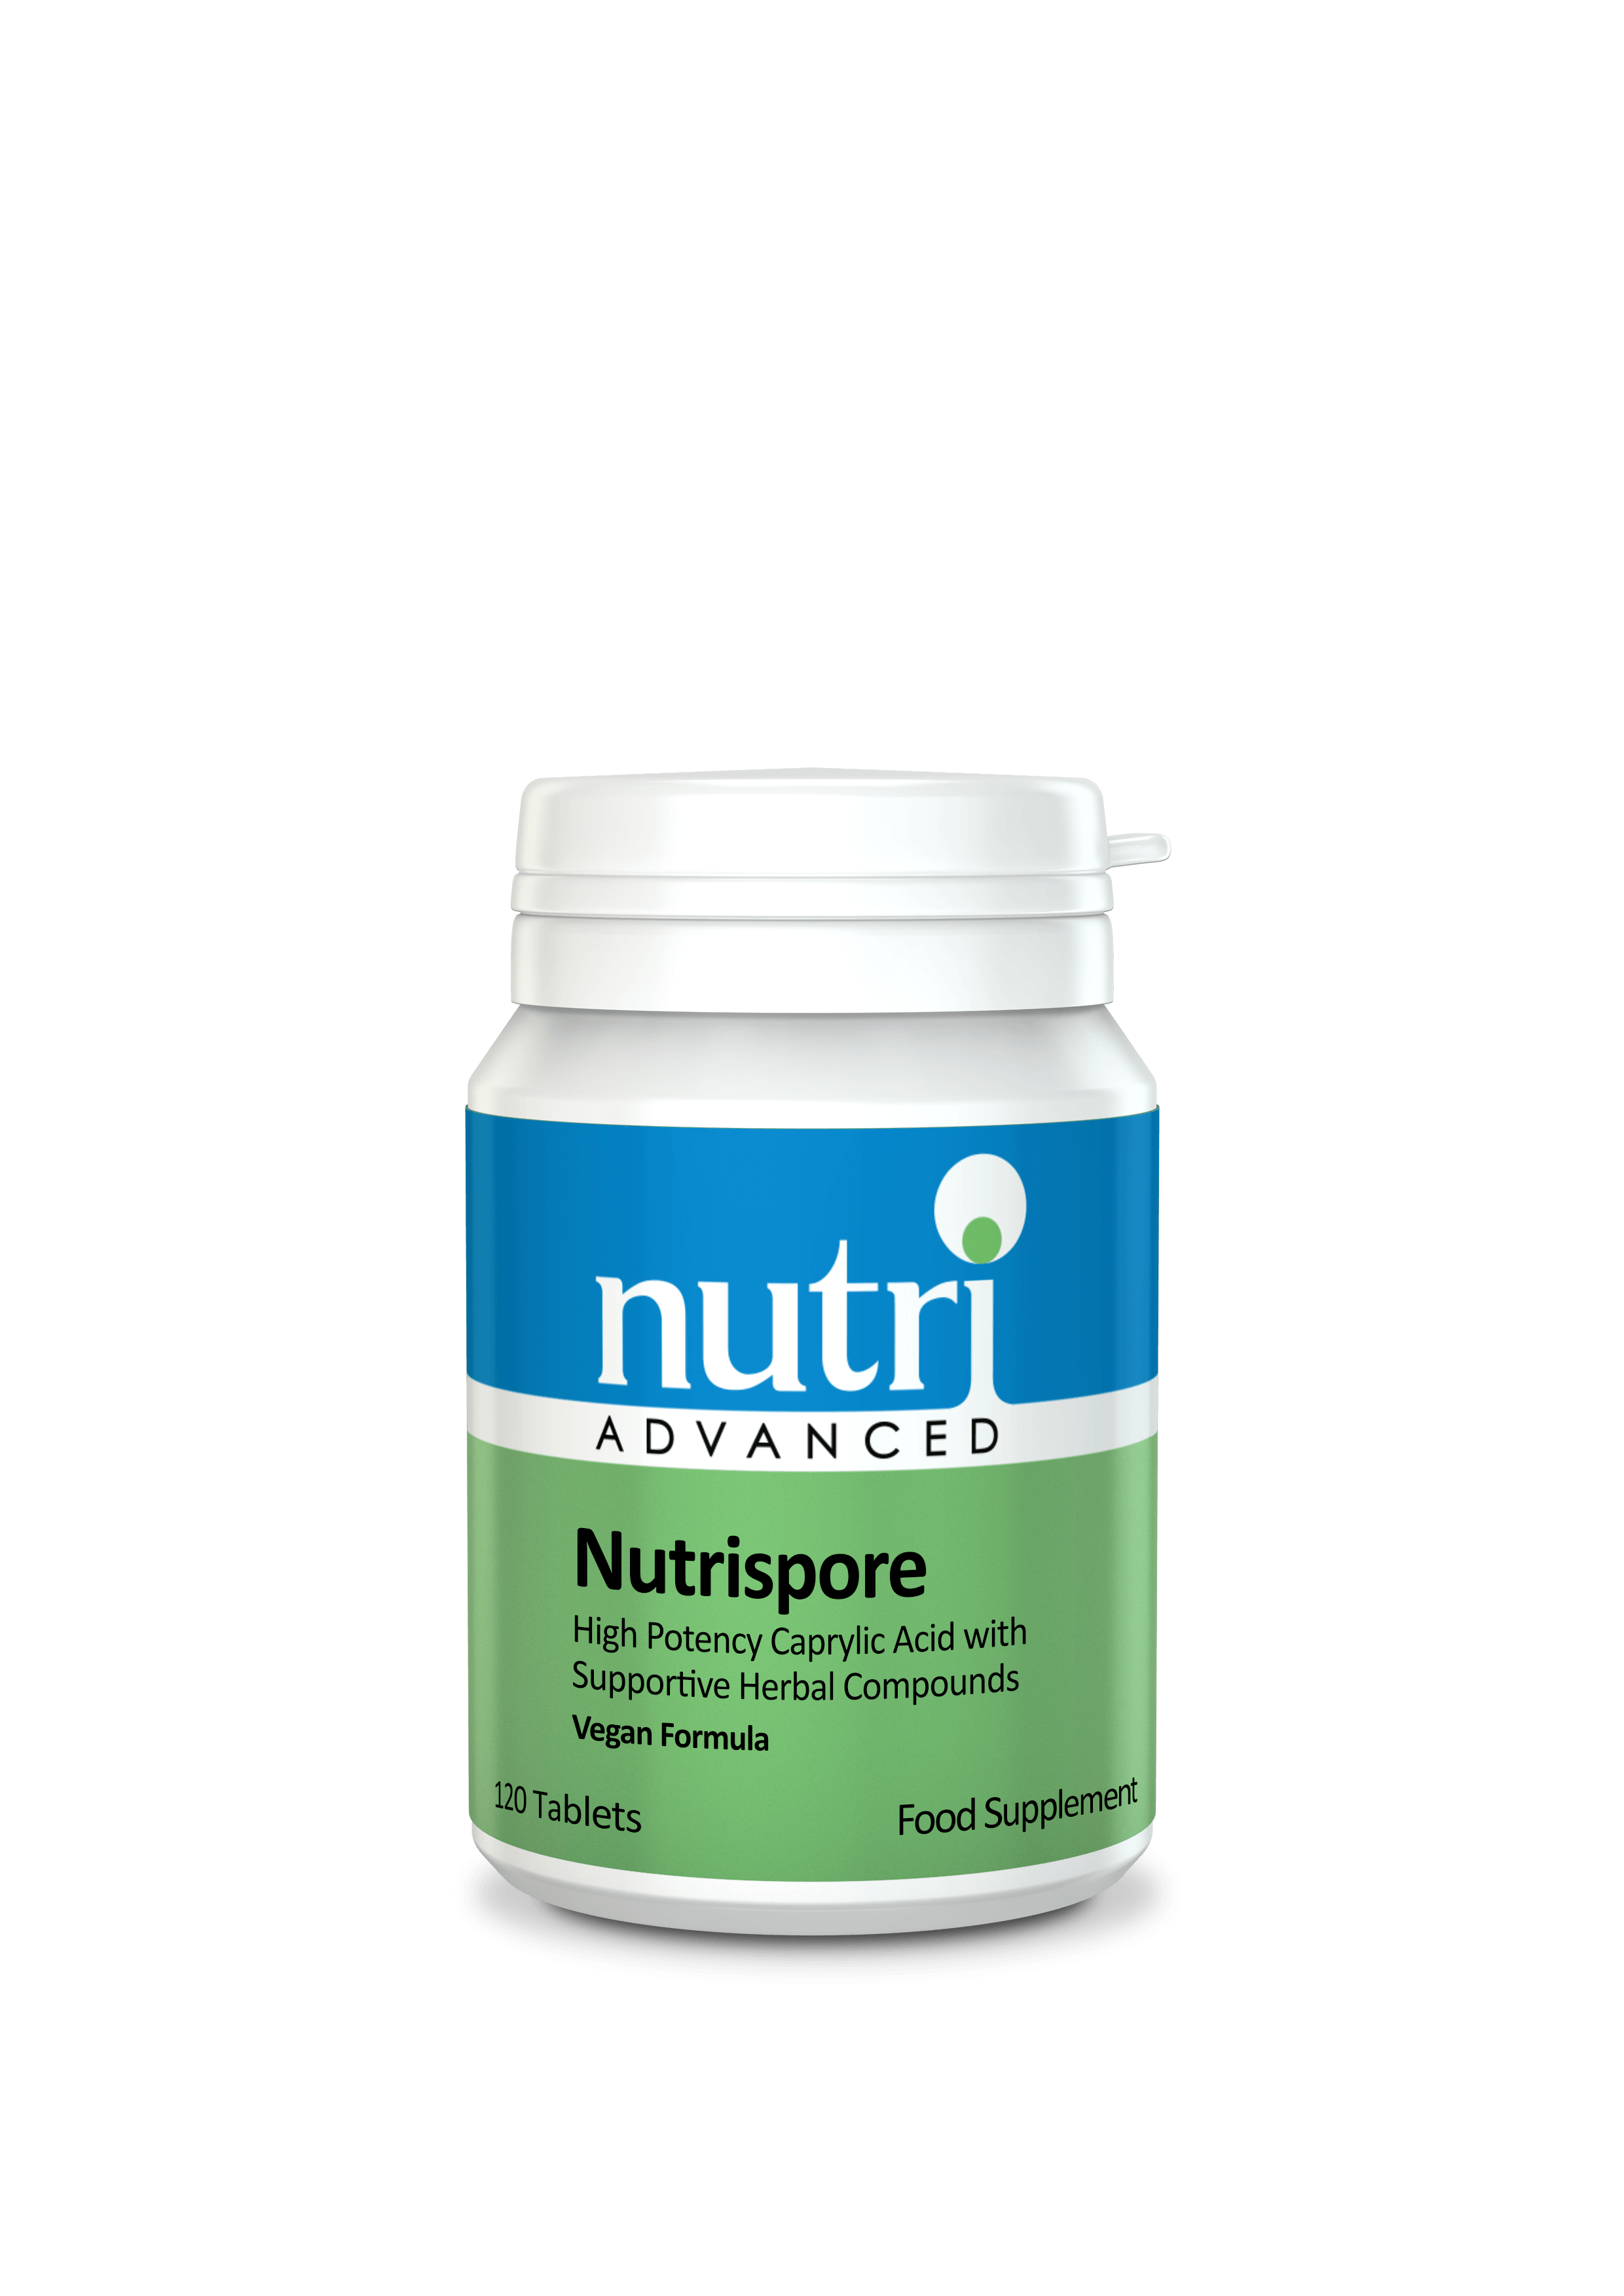 nutri
ADVANCED
Nutrispore
High Potency Caprylic Acid with
Supportive Herbal Compounds
Vegan Formula
120 Tablets
Food Supplement